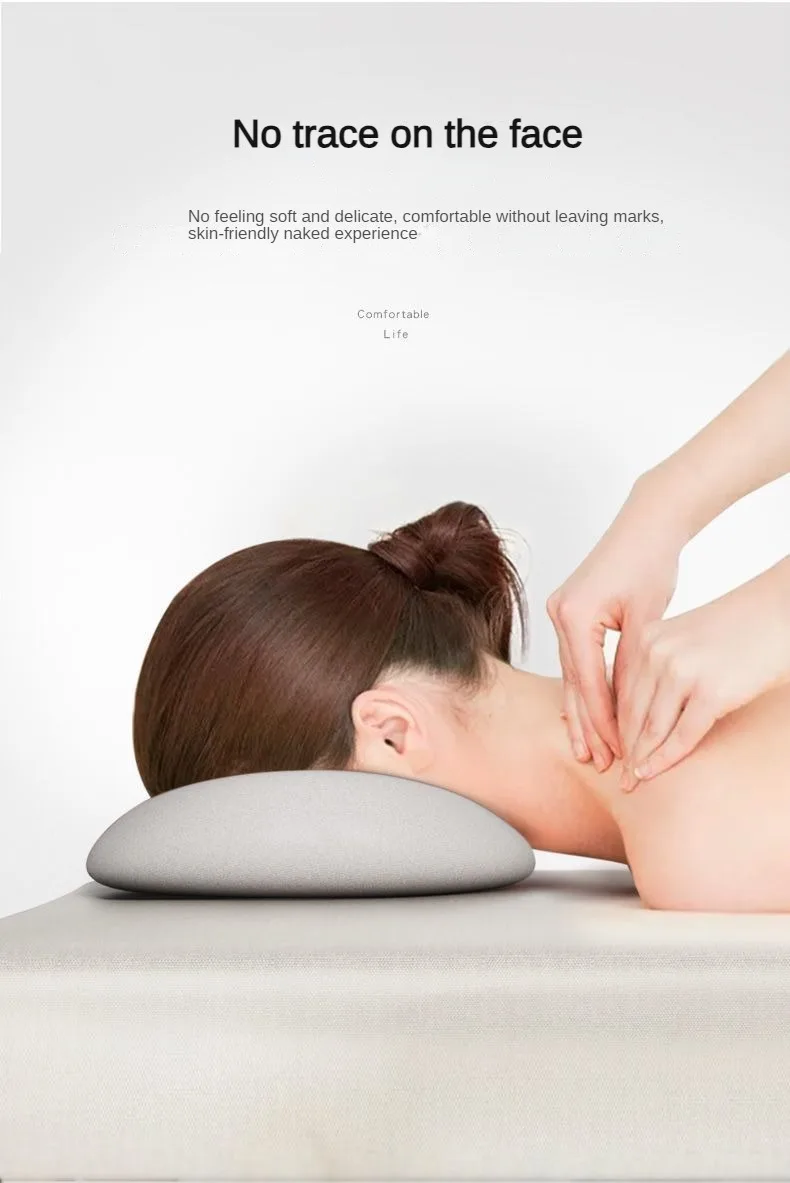 No trace on the face
No feeling soft and delicate, comfortable without leaving marks,
skin-friendly naked experience
Comfortable
Life